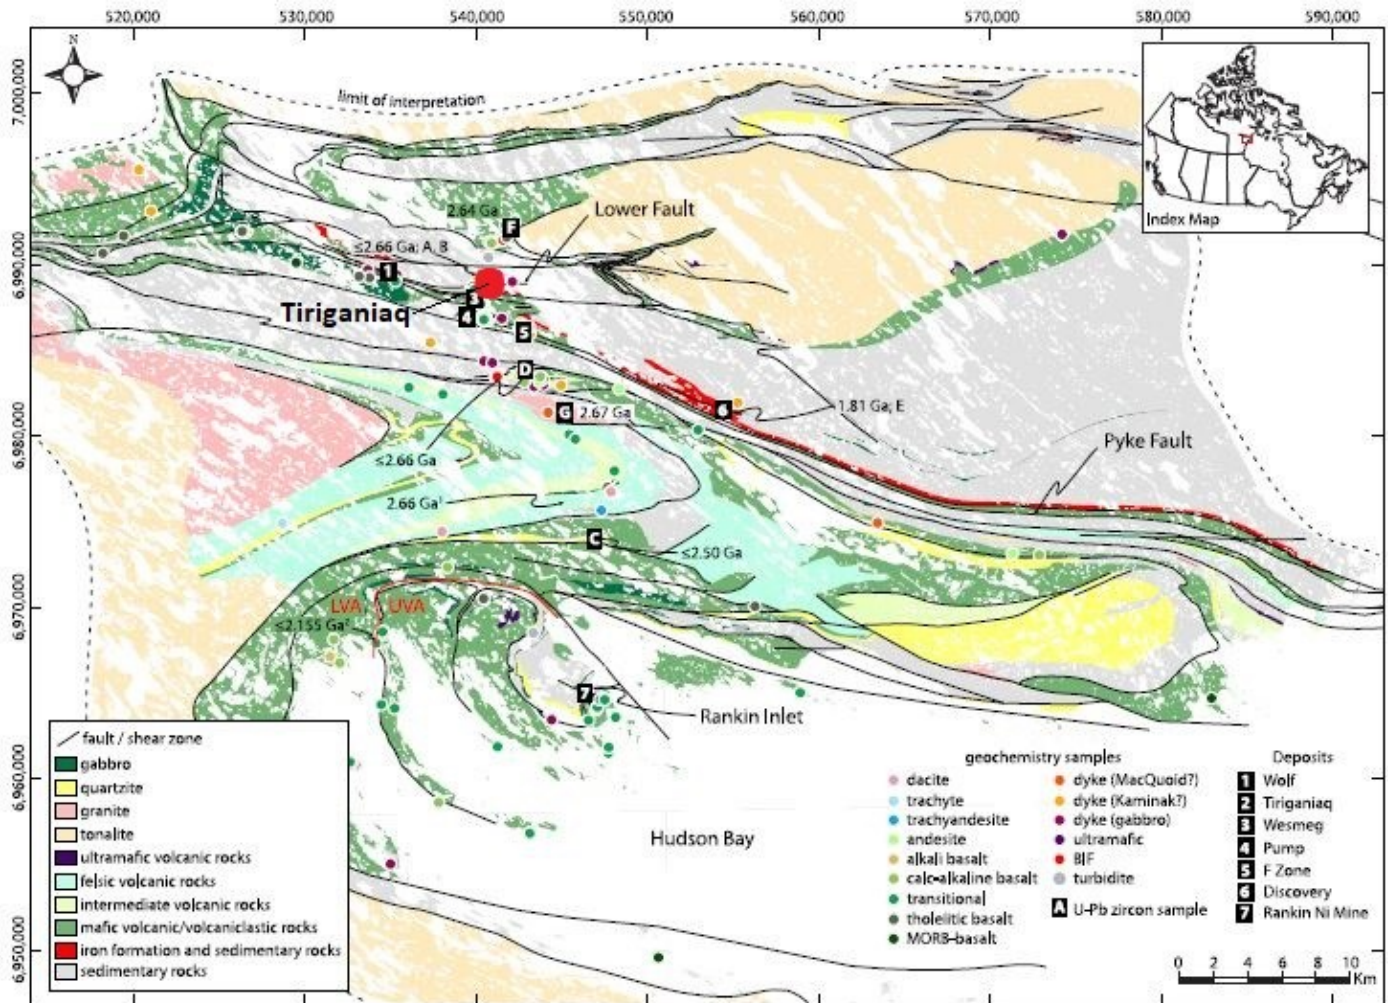 520,000 530,000 540,000 550,000 560,000 570,000 580,000 590,000
N
limit of interpretation
7,000,000
6,990,000
6,980,000
6,970,000
6,960,000
6,950,000
Index Map
2.64 Ga
F
Lower Fault
≤2.66 Ga; A, B
1
Tiriganiaq
3
4
5
D
G 2.67 Ga
6
1.81 Ga; E
Pyke Fault
≤2.66 Ga
2.66 Ga¹
C
≤2.50 Ga
LVA UVA
≤2.155 Ga²
7
Rankin Inlet
Hudson Bay
fault / shear zone
gabbro
quartzite
granite
tonalite
ultramafic volcanic rocks
felsic volcanic rocks
intermediate volcanic rocks
mafic volcanic/volcaniclastic rocks
iron formation and sedimentary rocks
sedimentary rocks
geochemistry samples
dacite
trachyte
trachyandesite
andesite
alkali basalt
calc-alkaline basalt
transitional
tholeiitic basalt
MORB-basalt
dyke (MacQuoid?)
dyke (Kaminak?)
dyke (gabbro)
ultramafic
BIF
turbidite
A U-Pb zircon sample
Deposits
1 Wolf
2 Tiriganiaq
3 Wesmeg
4 Pump
5 F Zone
6 Discovery
7 Rankin Ni Mine
0 2 4 6 8 10
Km